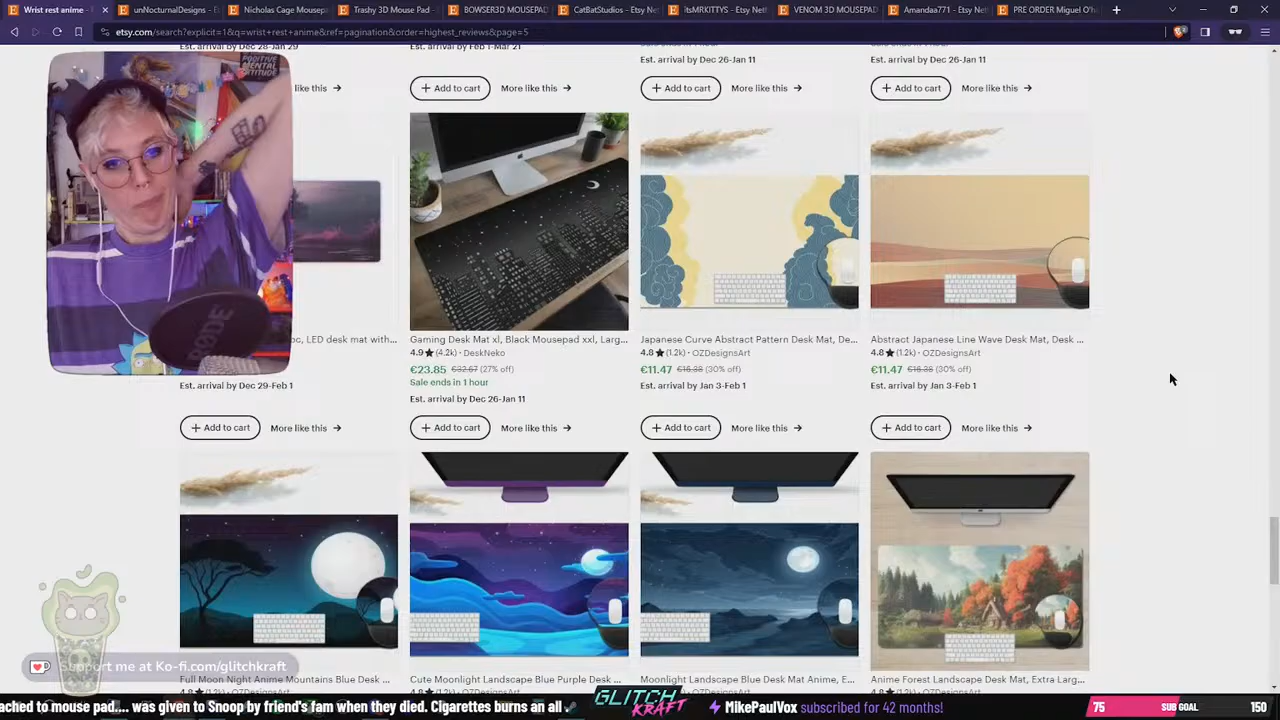 Wrist rest anime -
unNocturnalDesigns - E
Nicholas Cage Mousep
Trashy 3D Mouse Pad -
BOWSER3D MOUSEPAD
CatBatStudios - Etsy Ne
ItsMRKITTYS - Etsy Net
VENOM 3D MOUSEPAD
Amandaa771 - Etsy Net
PRE ORDER Miguel O'h
etsy.com/search?explicit=1&q=wrist+rest+anime&ref=pagination&order=highest_reviews&page=5
Est. arrival by Dec 28-Jan 29
Est. arrival by Feb 1-Mar 21
Est. arrival by Dec 26-Jan 11
Est. arrival by Dec 26-Jan 11
POSITIVE
MENTAL
ATTITUDE
like this →
+ Add to cart
More like this →
+ Add to cart
More like this →
+ Add to cart
More like this →
RØDE
pc, LED desk mat with...
Est. arrival by Dec 29-Feb 1
Gaming Desk Mat xl, Black Mousepad xxl, Larg...
4.9★ (4.2k) · DeskNeko
€23.85 €32.67 (27% off)
Sale ends in 1 hour
Est. arrival by Dec 26-Jan 11
Japanese Curve Abstract Pattern Desk Mat, De...
4.8★ (1.2k) · OZDesignsArt
€11.47 €16.38 (30% off)
Est. arrival by Jan 3-Feb 1
Abstract Japanese Line Wave Desk Mat, Desk ...
4.8★ (1.2k) · OZDesignsArt
€11.47 €16.38 (30% off)
Est. arrival by Jan 3-Feb 1
+ Add to cart
More like this →
+ Add to cart
More like this →
+ Add to cart
More like this →
+ Add to cart
More like this →
Support me at Ko-fi.com/glitchkraft
Full Moon Night Anime Mountains Blue Desk ...
4.8★ (1.2k) · OZDesignsArt
Cute Moonlight Landscape Blue Purple Desk ...
4.8★ (1.2k) · OZDesignsArt
Moonlight Landscape Blue Desk Mat Anime, E...
4.8★ (1.2k) · OZDesignsArt
Anime Forest Landscape Desk Mat, Extra Larg...
4.8★ (1.2k) · OZDesignsArt
ached to mouse pad.... was given to Snoop by friend's fam when they died. Cigarettes burns an all .
GLITCH
KRAFT
MikePaulVox subscribed for 42 months!
75 SUB GOAL 150